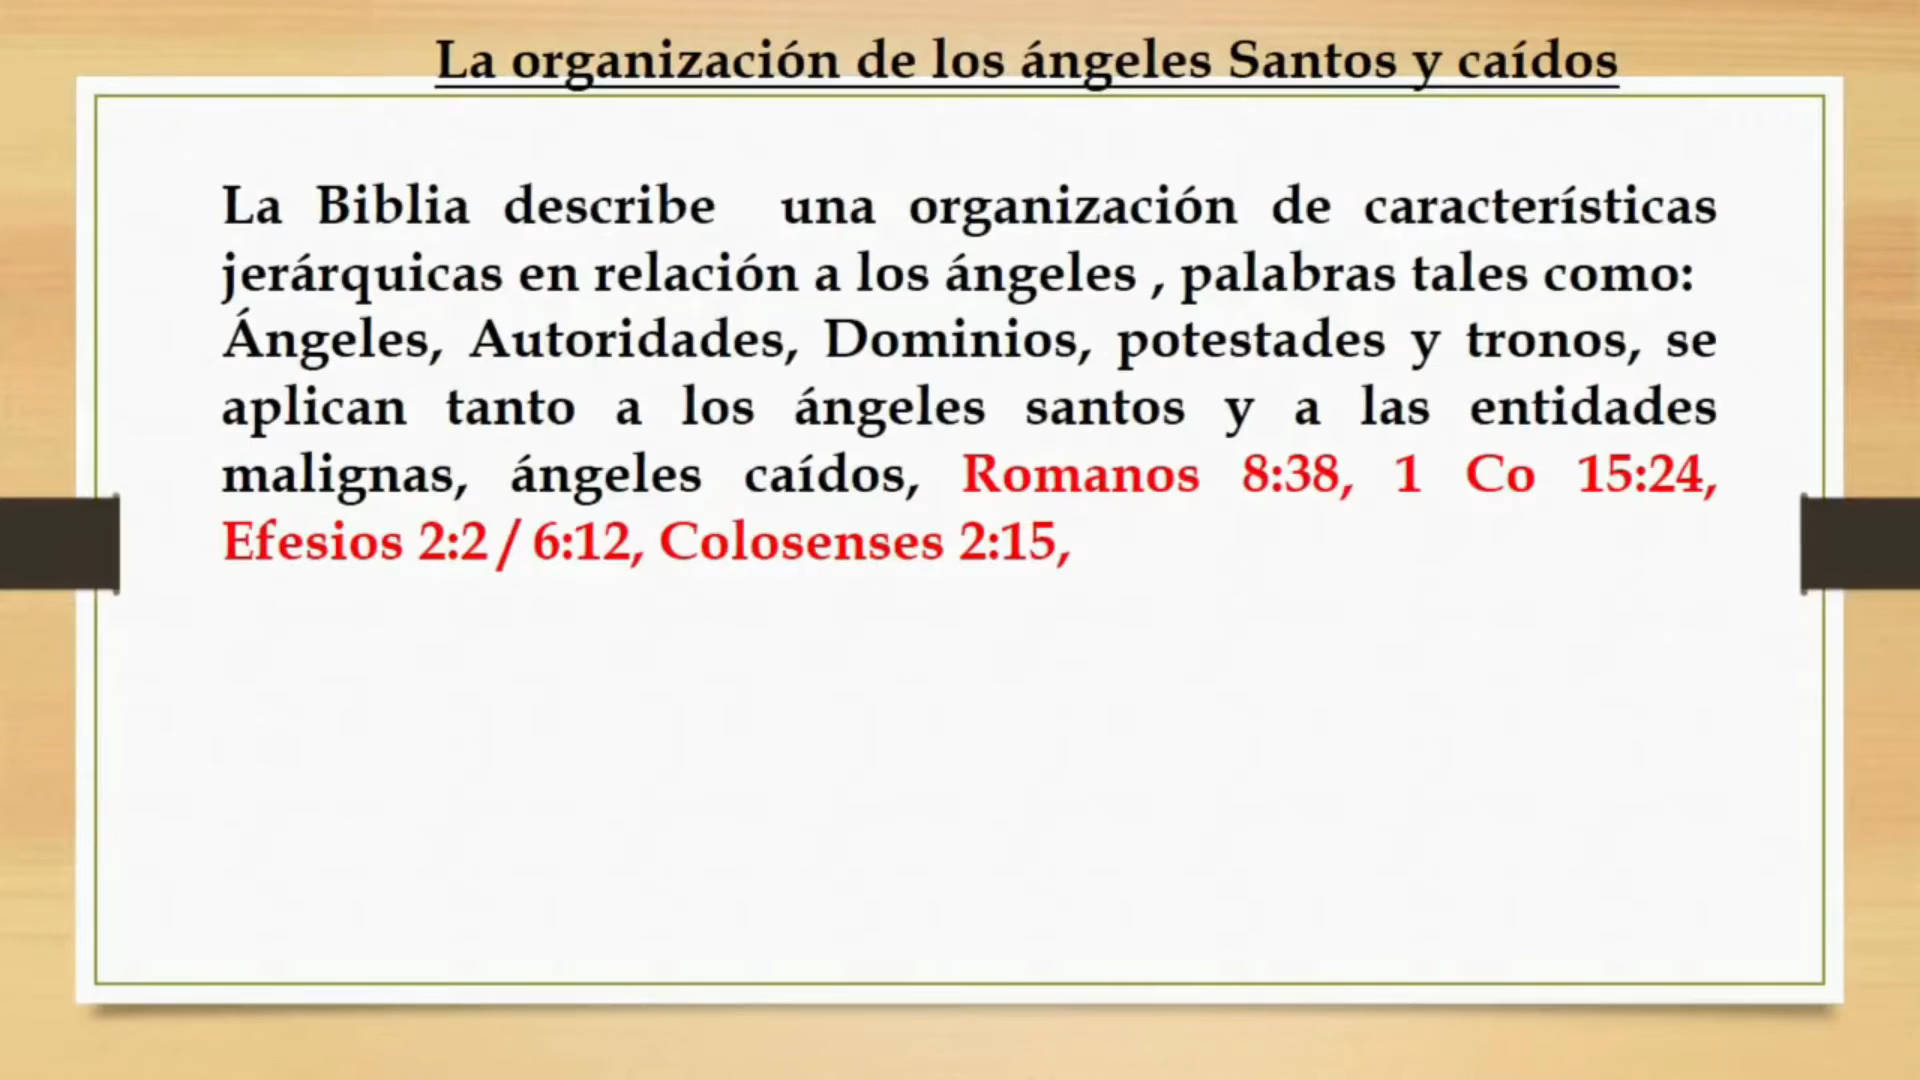 La organización de los ángeles Santos y caídos
La Biblia describe una organización de características
jerárquicas en relación a los ángeles , palabras tales como:
Ángeles, Autoridades, Dominios, potestades y tronos, se
aplican tanto a los ángeles santos y a las entidades
malignas, ángeles caídos, Romanos 8:38, 1 Co 15:24,
Efesios 2:2 / 6:12, Colosenses 2:15,